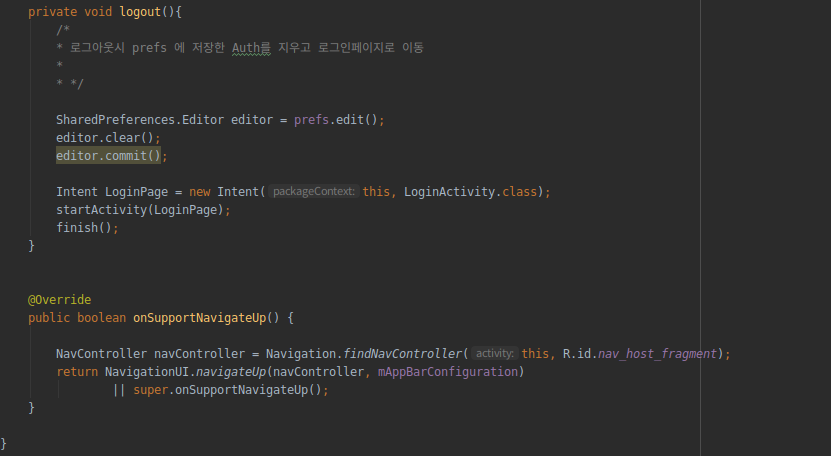 private void logout(){
/*
* 로그아웃시 prefs 에 저장한 Auth를 지우고 로그인페이지로 이동
*
* */
SharedPreferences.Editor editor = prefs.edit();
editor.clear();
editor.commit();
Intent LoginPage = new Intent( packageContext: this, LoginActivity.class);
startActivity(LoginPage);
finish();
}
@Override
public boolean onSupportNavigateUp() {
NavController navController = Navigation.findNavController( activity: this, R.id.nav_host_fragment);
return NavigationUI.navigateUp(navController, mAppBarConfiguration)
|| super.onSupportNavigateUp();
}
}